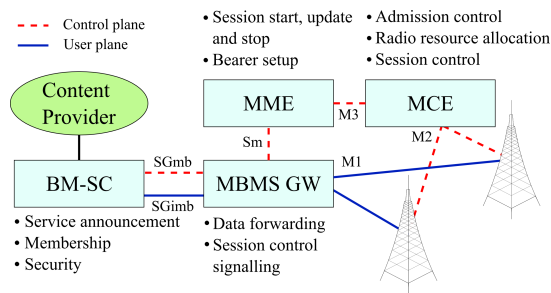 Control plane
User plane
• Session start, update
and stop
• Bearer setup
• Admission control
• Radio resource allocation
• Session control
Content
Provider
MME
M3
MCE
Sm
M2
M1
BM-SC
SGmb
SGimb
MBMS GW
• Service announcement
• Membership
• Security
• Data forwarding
• Session control
signalling